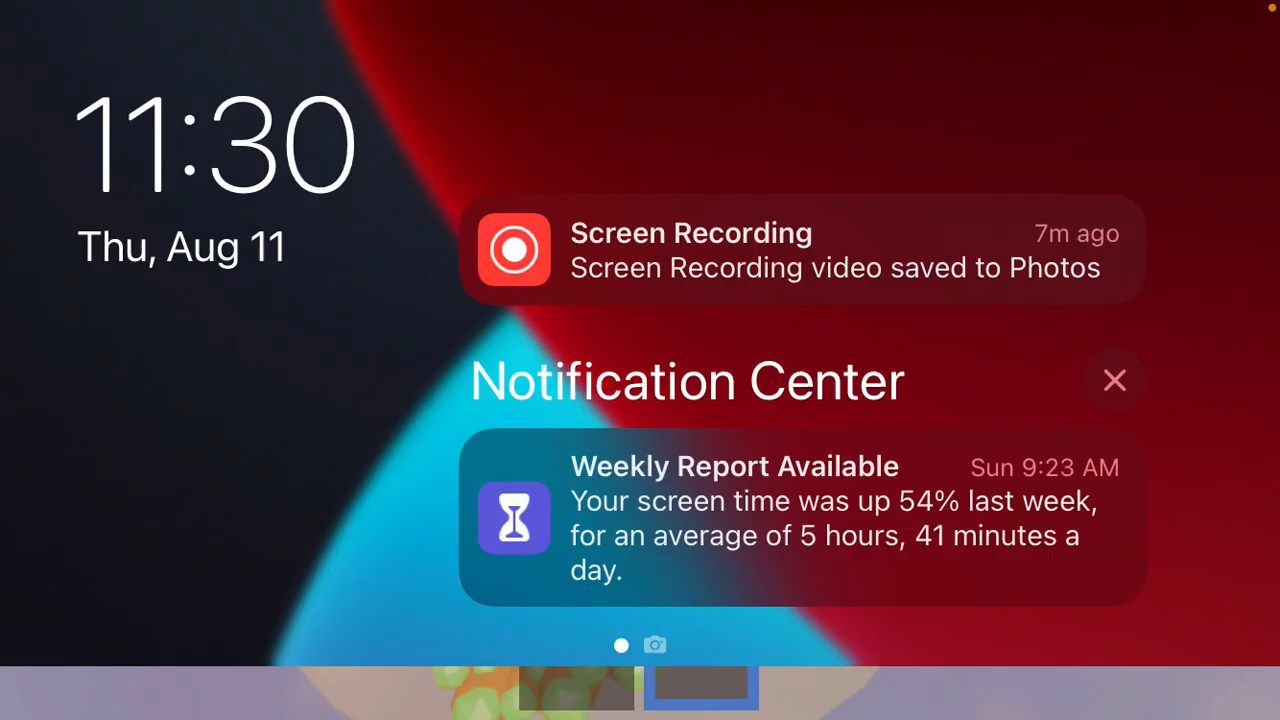 11:30
Thu, Aug 11
Screen Recording 7m ago
Screen Recording video saved to Photos
Notification Center
Weekly Report Available Sun 9:23 AM
Your screen time was up 54% last week,
for an average of 5 hours, 41 minutes a
day.